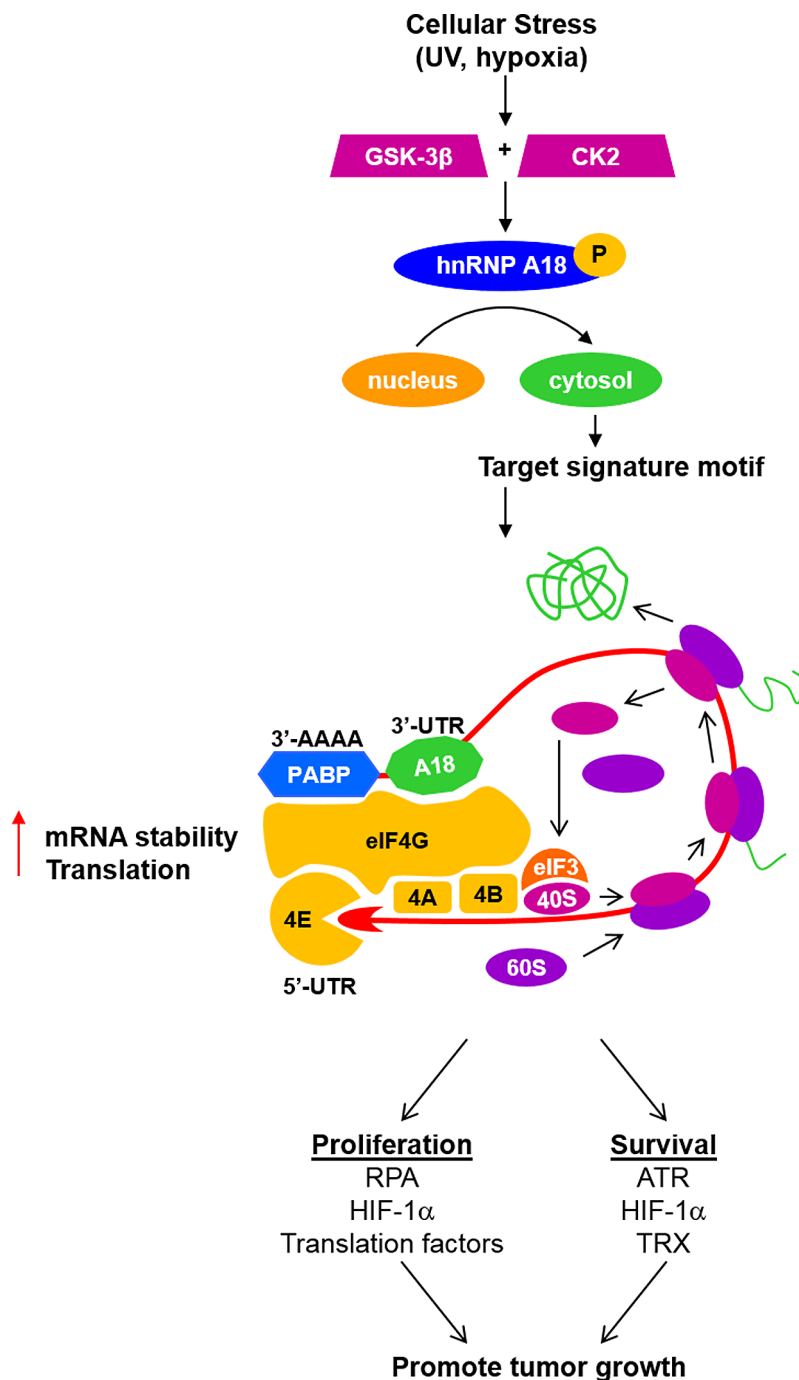 Cellular Stress
(UV, hypoxia)
GSK-3β + CK2
hnRNP A18 P
nucleus cytosol
Target signature motif
3’-AAAA 3’-UTR
PABP A18
eIF4G
mRNA stability
Translation
eIF3
4A 4B 40S
4E
60S
5’-UTR
Proliferation
RPA
HIF-1α
Translation factors
Survival
ATR
HIF-1α
TRX
Promote tumor growth